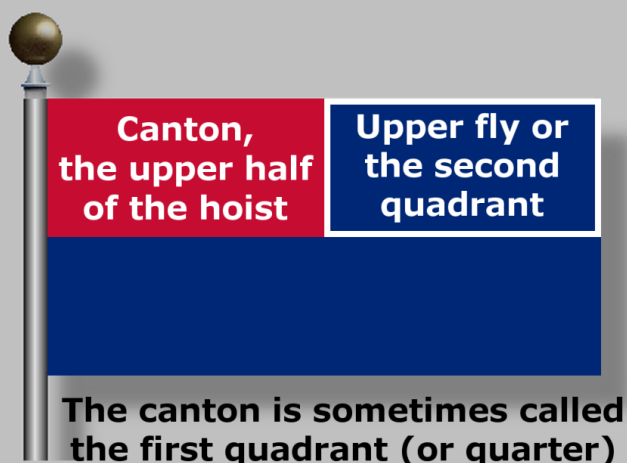 Canton,
the upper half
of the hoist
Upper fly or
the second
quadrant
The canton is sometimes called
the first quadrant (or quarter)